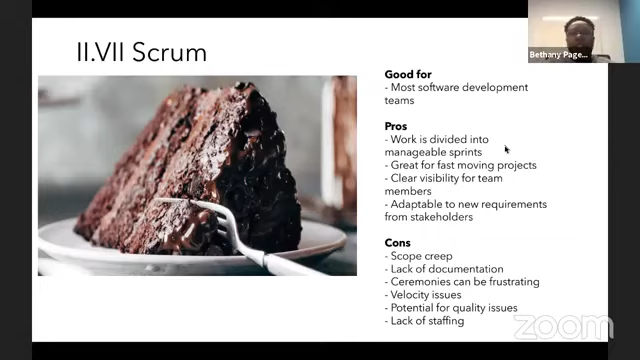 II.VII Scrum
Bethany Page...
Good for
- Most software development
teams
Pros
- Work is divided into
manageable sprints
- Great for fast moving projects
- Clear visibility for team
members
- Adaptable to new requirements
from stakeholders
Cons
- Scope creep
- Lack of documentation
- Ceremonies can be frustrating
- Velocity issues
- Potential for quality issues
- Lack of staffing
zoom